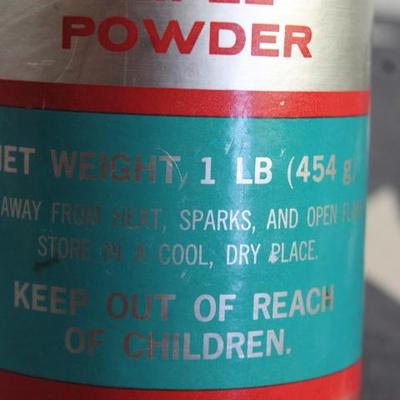 POWDER
NET WEIGHT 1 LB (454 g)
AWAY FROM HEAT, SPARKS, AND OPEN
STORE IN A COOL, DRY PLACE.
KEEP OUT OF REACH
OF CHILDREN.